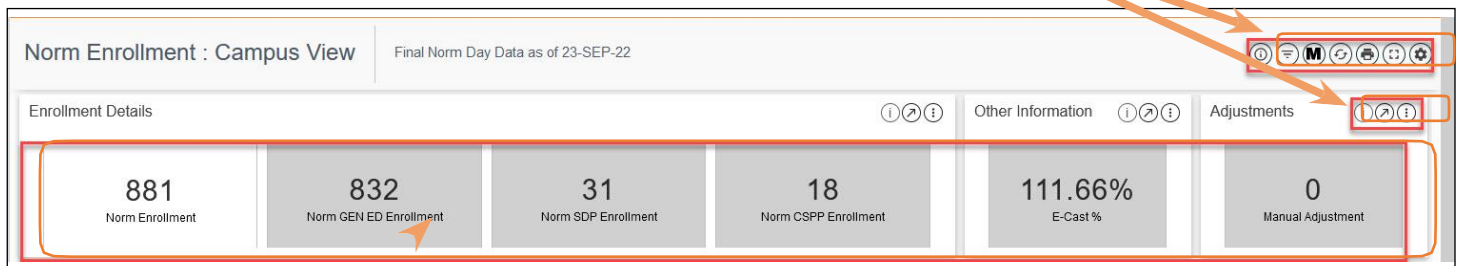 Norm Enrollment : Campus View
Final Norm Day Data as of 23-SEP-22
M
Enrollment Details
Other Information
Adjustments
881
Norm Enrollment
832
Norm GEN ED Enrollment
31
Norm SDP Enrollment
18
Norm CSPP Enrollment
111.66%
E-Cast %
0
Manual Adjustment